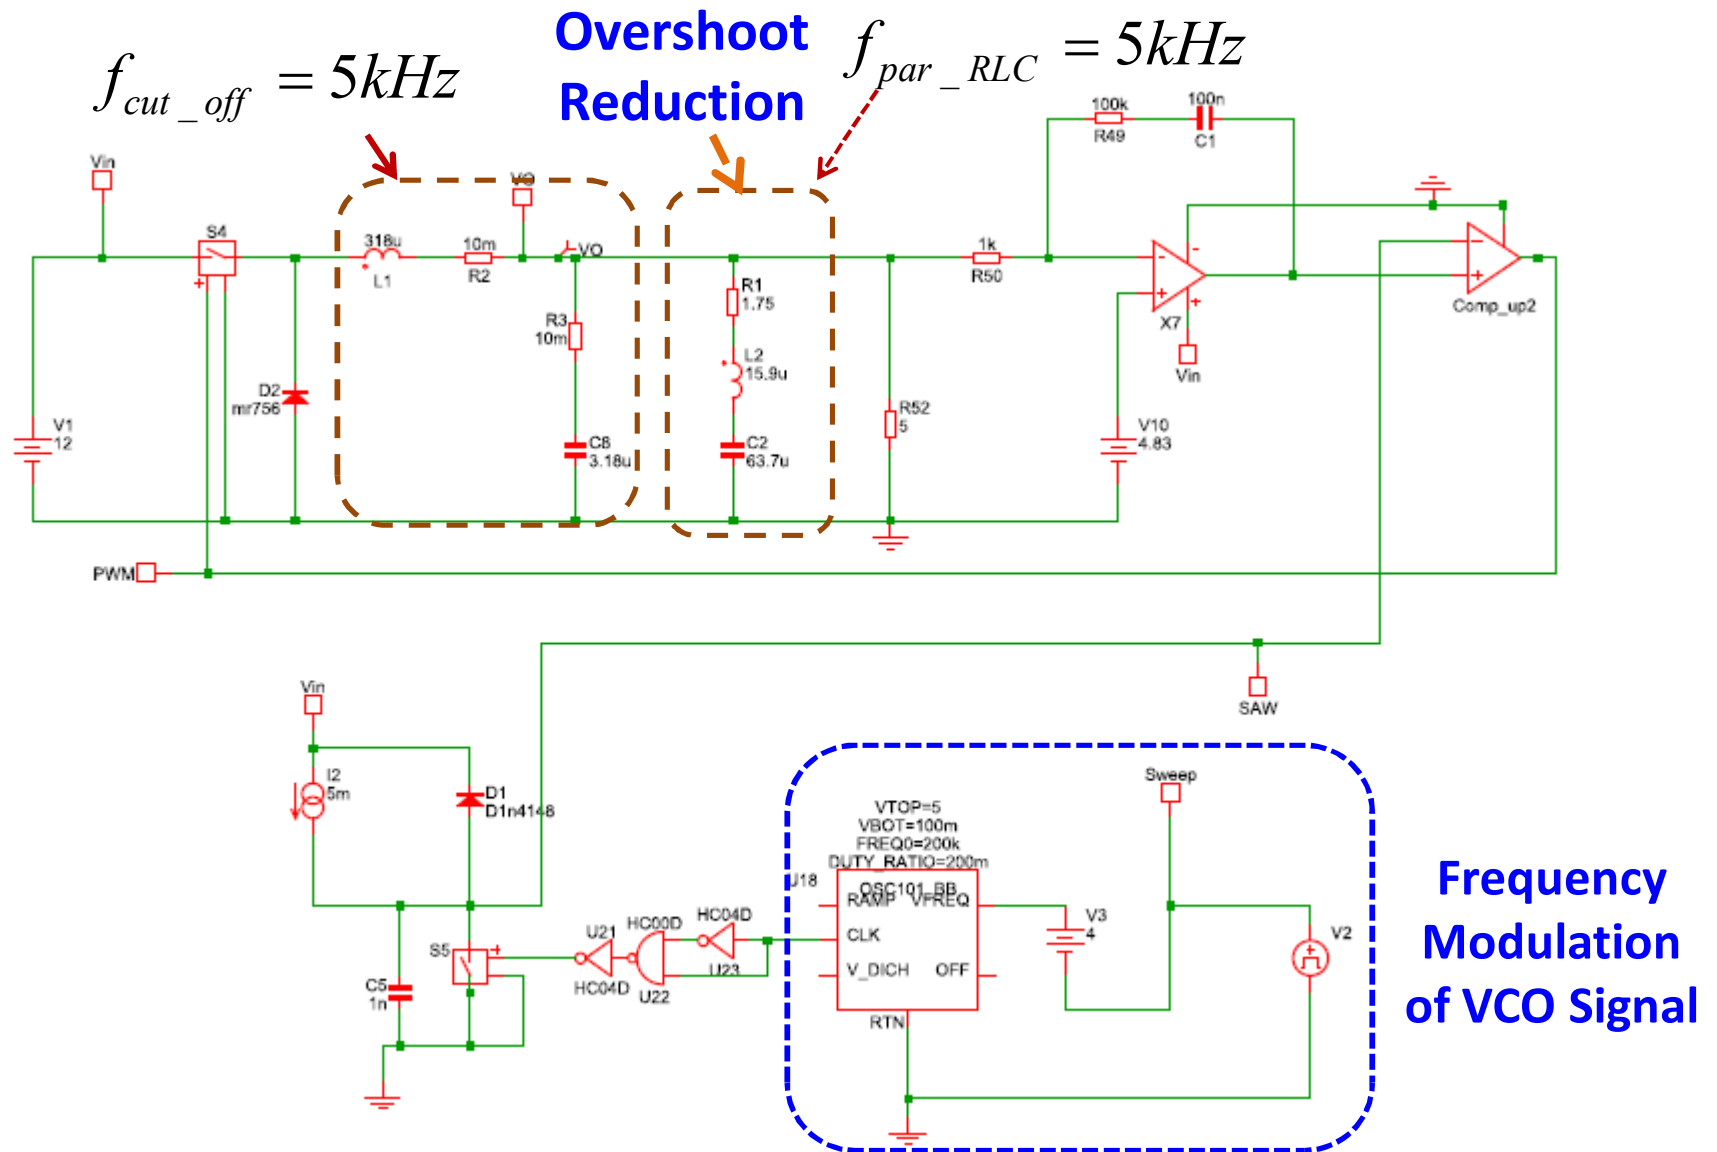 Overshoot
Reduction
f_cut_off = 5kHz
f_par_RLC = 5kHz
100k
R49
100n
C1
Vin
S4
+
318u
L1
10m
R2
VO
VO
R3
10m
C8
3.18u
R1
1.75
L2
15.9u
C2
63.7u
R52
5
1k
R50
-
+
-
+
X7
Vin
V10
4.83
-
+
Comp_up2
D2
mr756
V1
12
PWM
SAW
Vin
I2
5m
D1
D1n4148
C5
1n
S5
+
U21
HC04D
HC00D
U22
HC04D
U23
VTOP=5
VBOT=100m
FREQ0=200k
DUTY_RATIO=200m
U18
OSC101_BB
RAMP VFREQ
CLK
V_DICH OFF
RTN
V3
4
Sweep
V2
Frequency
Modulation
of VCO Signal